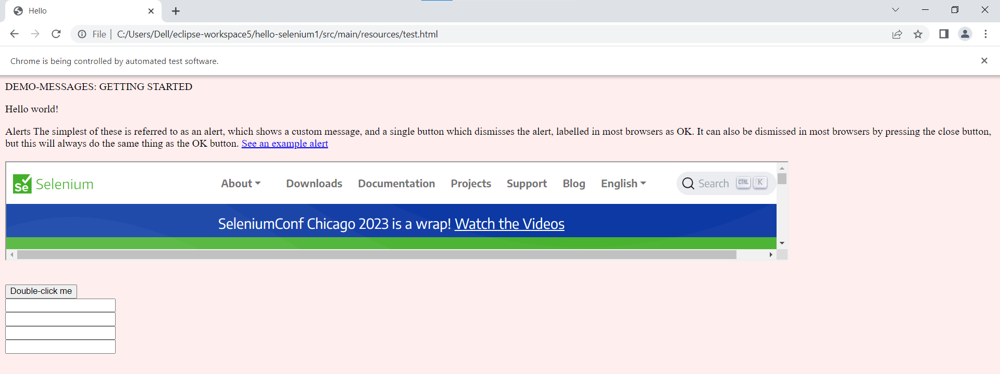 Hello
File | C:/Users/Dell/eclipse-workspace5/hello-selenium1/src/main/resources/test.html
Chrome is being controlled by automated test software.
DEMO-MESSAGES: GETTING STARTED
Hello world!
Alerts The simplest of these is referred to as an alert, which shows a custom message, and a single button which dismisses the alert, labelled in most browsers as OK. It can also be dismissed in most browsers by pressing the close button,
but this will always do the same thing as the OK button. See an example alert
Se Selenium About Downloads Documentation Projects Support Blog English Search CTRL K
SeleniumConf Chicago 2023 is a wrap! Watch the Videos
Double-click me